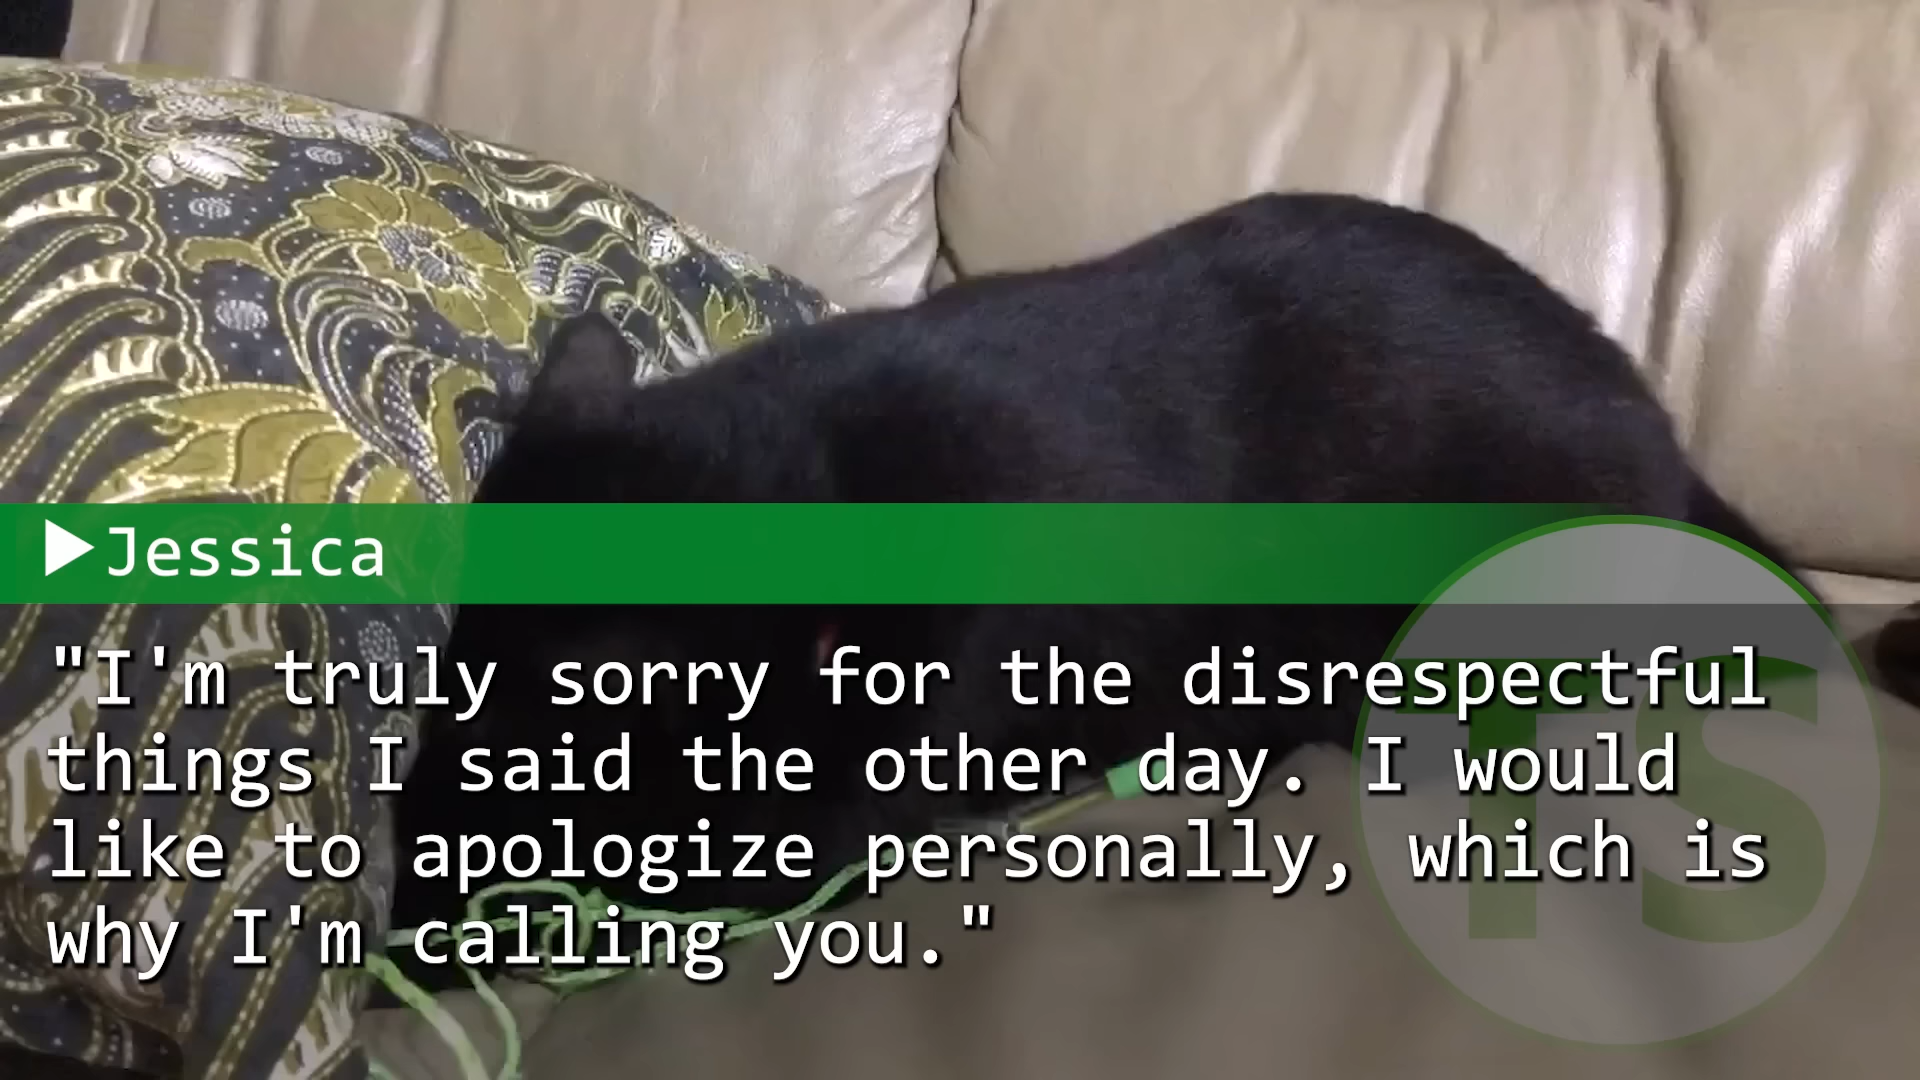 ▶Jessica
"I'm truly sorry for the disrespectful
things I said the other day. I would
like to apologize personally, which is
why I'm calling you."
TS